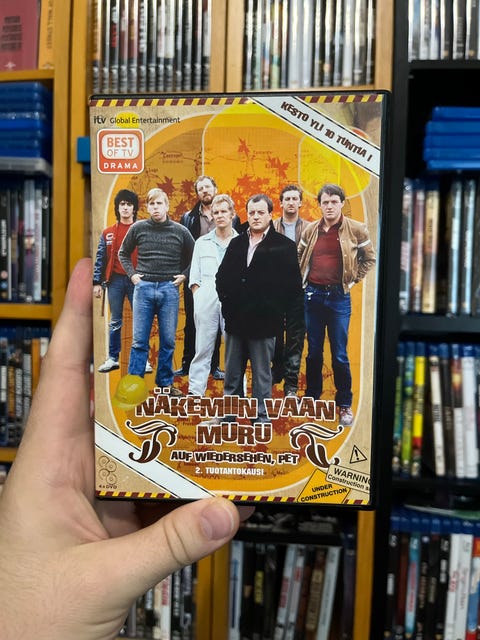 itv Global Entertainment
BEST
OF TV
DRAMA
KESTO YLI 10 TUNTIA!
NÄKEMIIN VAAN
MURU
AUF WIEDERSEHEN, PET
2. TUOTANTOKAUSI
4xDVD
UNDER
CONSTRUCTION
WARNING
Construction